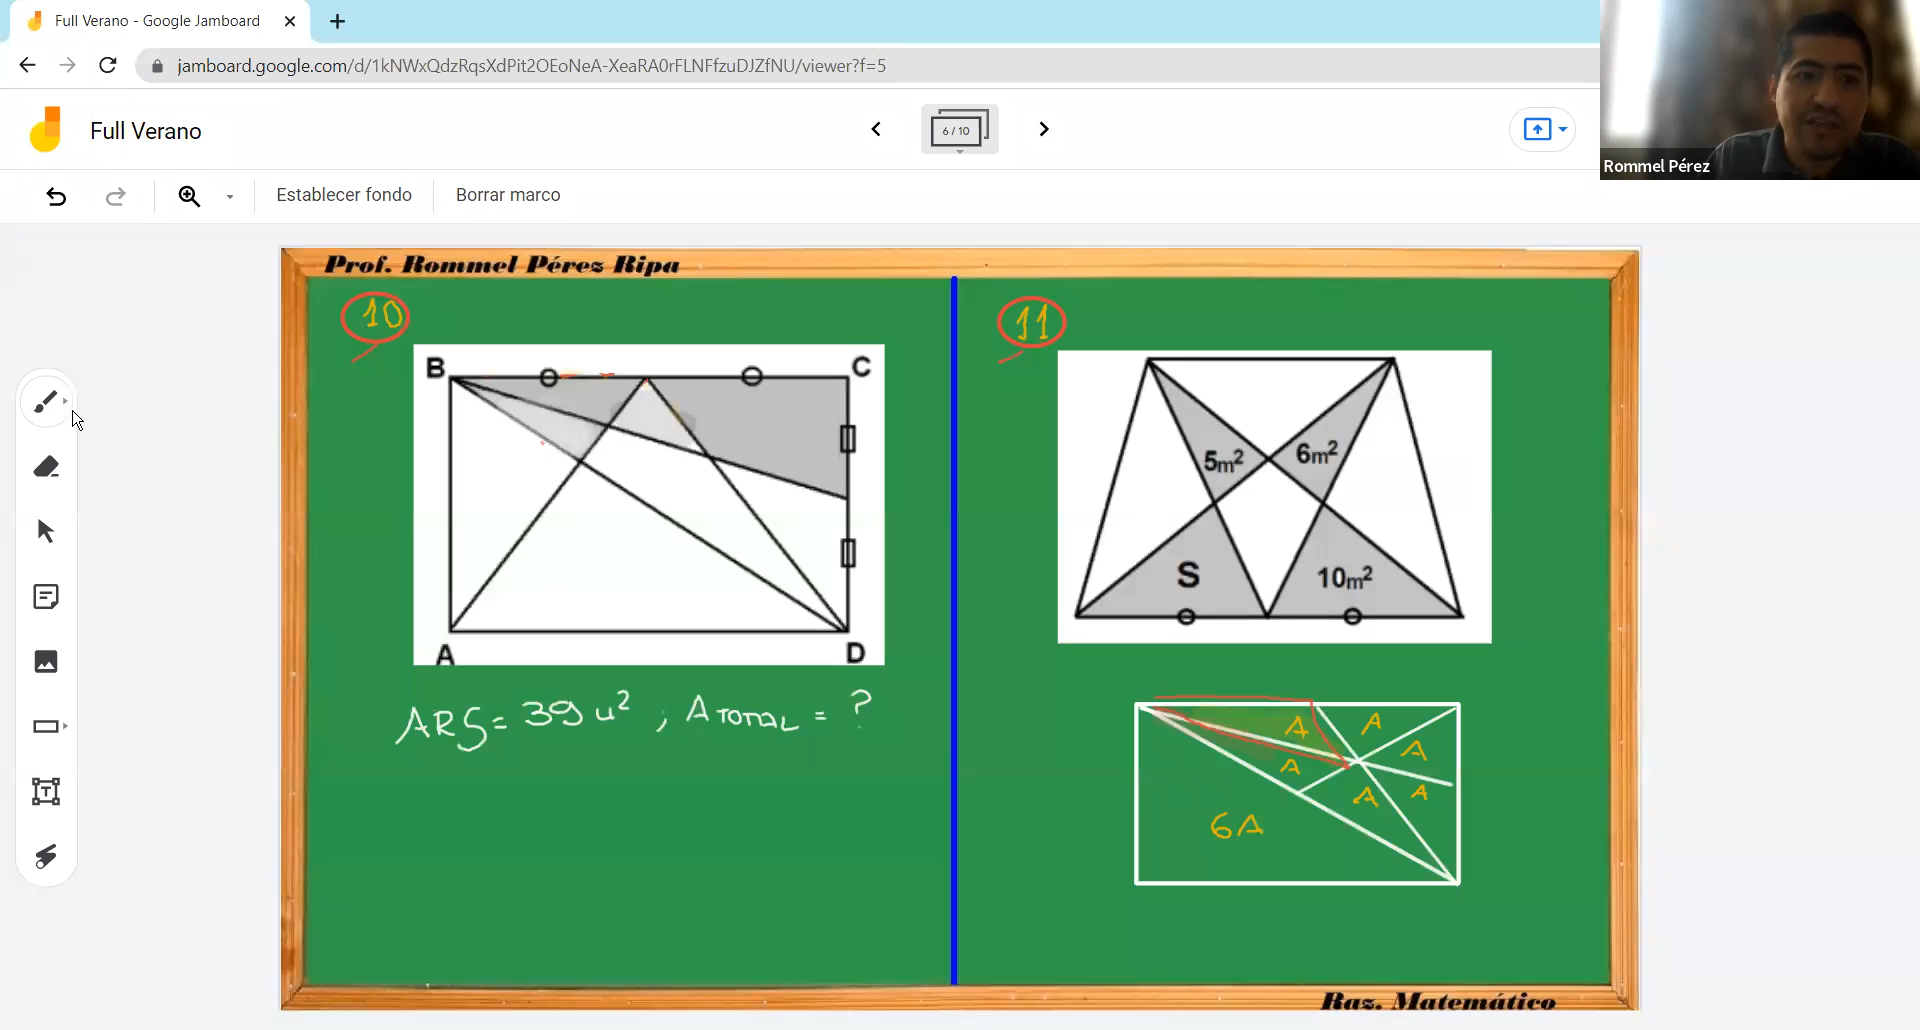 Full Verano - Google Jamboard
jamboard.google.com/d/1kNWxQdzRqsXdPit2OEoNeA-XeaRA0rFLNFfzuDJZfNU/viewer?f=5
Full Verano
6 / 10
Rommel Pérez
Establecer fondo
Borrar marco
Prof. Rommel Pérez Ripa
10
B
C
A
D
ARS = 39 u² ; A TOTAL = ?
11
5m²
6m²
S
10m²
A
A
A
A
A
A
6A
Raz. Matemático